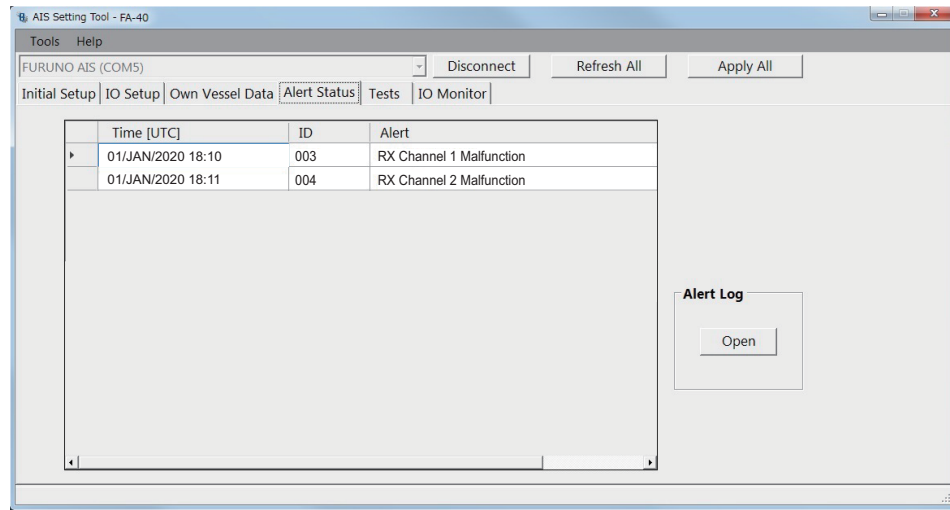 AIS Setting Tool - FA-40
Tools Help
FURUNO AIS (COM5) Disconnect Refresh All Apply All
Initial Setup IO Setup Own Vessel Data Alert Status Tests IO Monitor
Time [UTC] ID Alert
01/JAN/2020 18:10 003 RX Channel 1 Malfunction
01/JAN/2020 18:11 004 RX Channel 2 Malfunction
Alert Log
Open